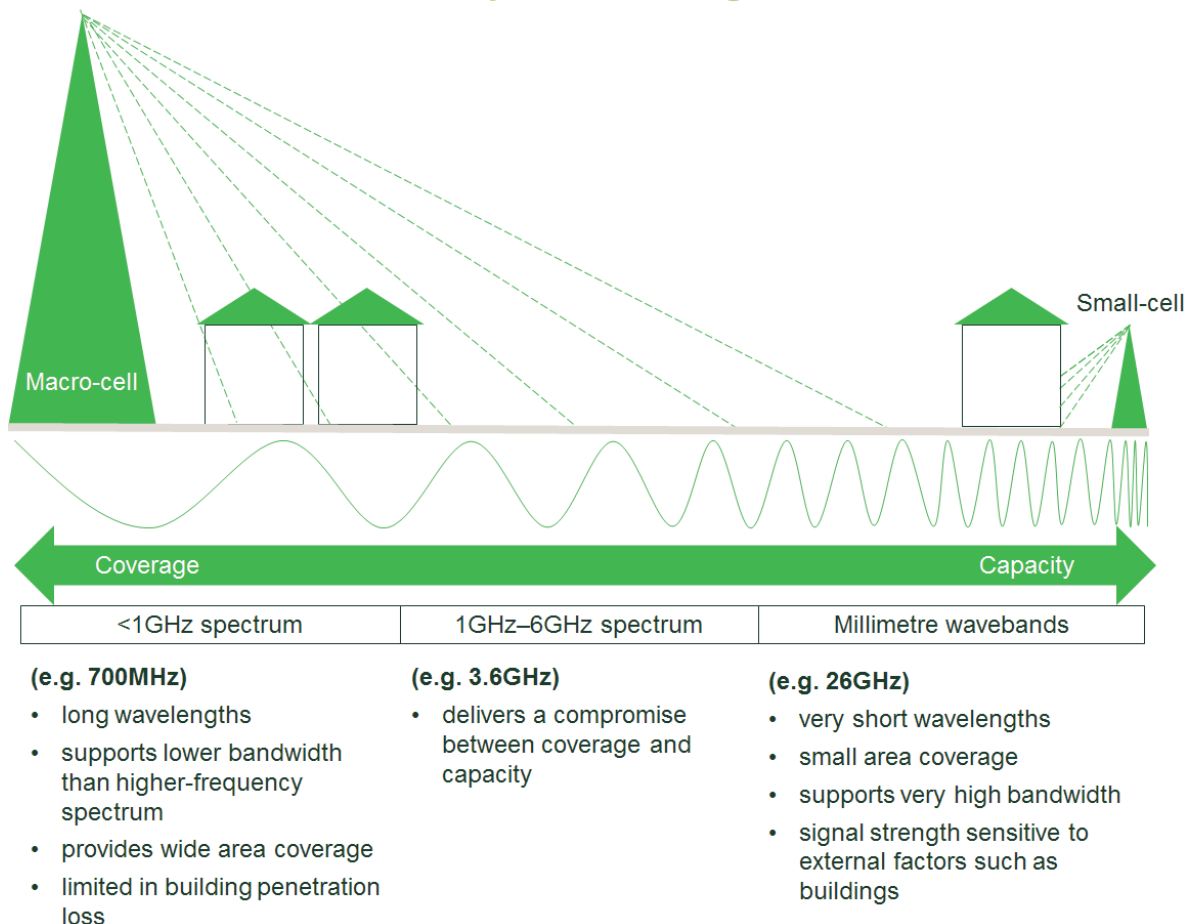 Small-cell
Macro-cell
Coverage
Capacity
<1GHz spectrum
1GHz–6GHz spectrum
Millimetre wavebands
(e.g. 700MHz)
• long wavelengths
• supports lower bandwidth
than higher-frequency
spectrum
• provides wide area coverage
• limited in building penetration
loss
(e.g. 3.6GHz)
• delivers a compromise
between coverage and
capacity
(e.g. 26GHz)
• very short wavelengths
• small area coverage
• supports very high bandwidth
• signal strength sensitive to
external factors such as
buildings